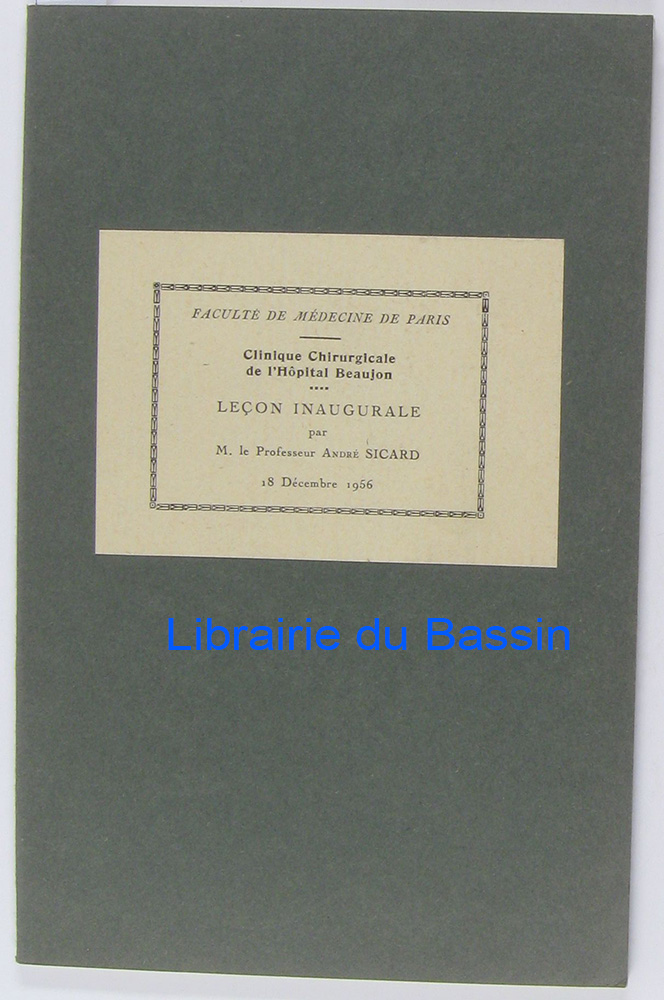 FACULTÉ DE MÉDECINE DE PARIS
Clinique Chirurgicale
de l'Hôpital Beaujon
LEÇON INAUGURALE
par
M. le Professeur ANDRÉ SICARD
18 Décembre 1956
Librairie du Bassin